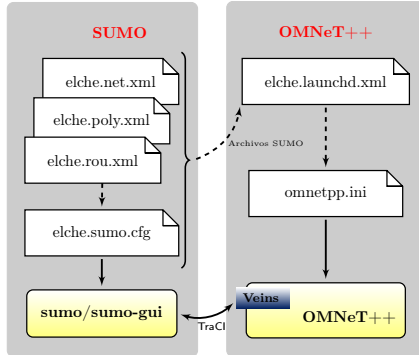 SUMO
elche.net.xml
elche.poly.xml
elche.rou.xml
elche.sumo.cfg
sumo/sumo-gui
Archivos SUMO
TraCI
OMNeT++
elche.launchd.xml
omnetpp.ini
Veins
OMNeT++